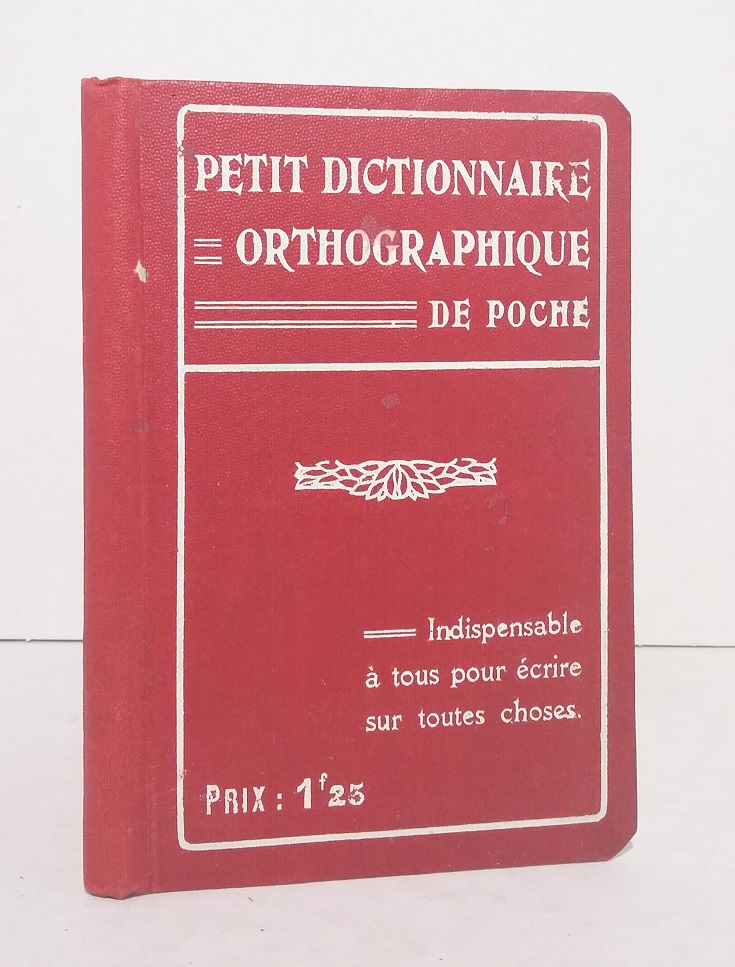 PETIT DICTIONNAIRE
ORTHOGRAPHIQUE
DE POCHE
Indispensable
à tous pour écrire
sur toutes choses.
PRIX : 1f25